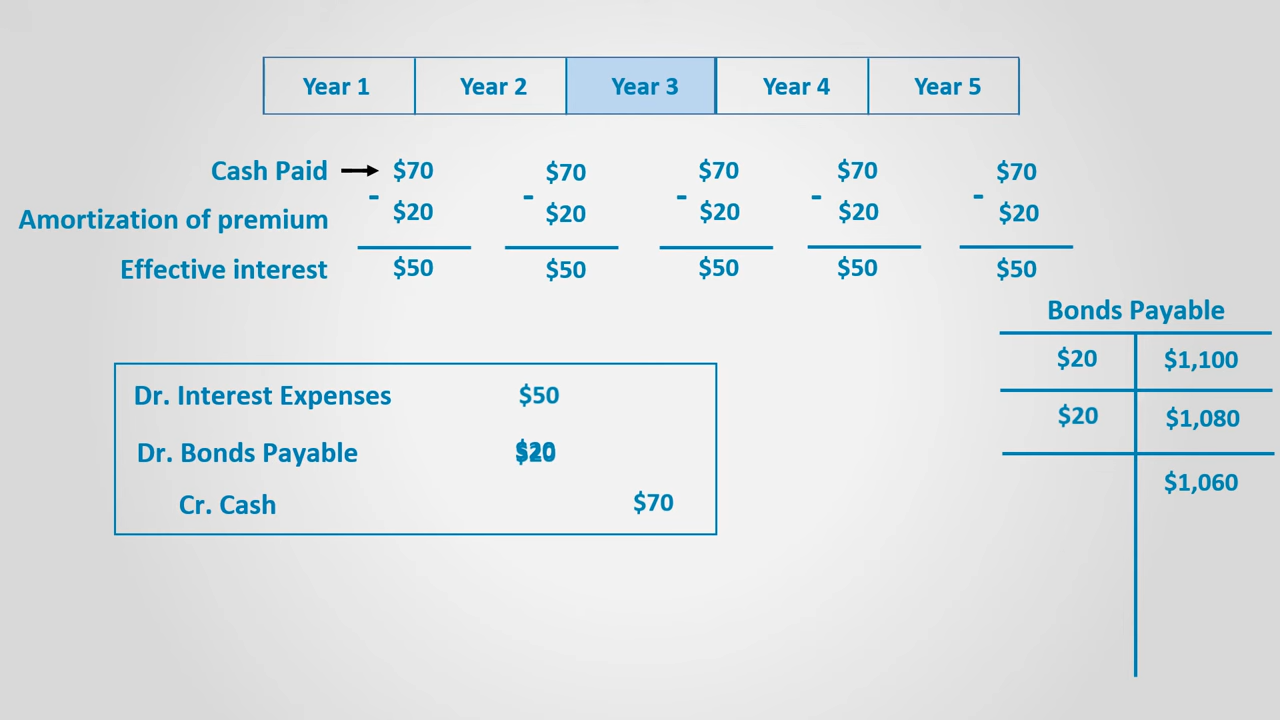 Year 1 Year 2 Year 3 Year 4 Year 5
Cash Paid $70 $70 $70 $70 $70
- - - - -
Amortization of premium $20 $20 $20 $20 $20
Effective interest $50 $50 $50 $50 $50
Bonds Payable
$20 $1,100
$20 $1,080
$1,060
Dr. Interest Expenses $50
Dr. Bonds Payable $20
Cr. Cash $70